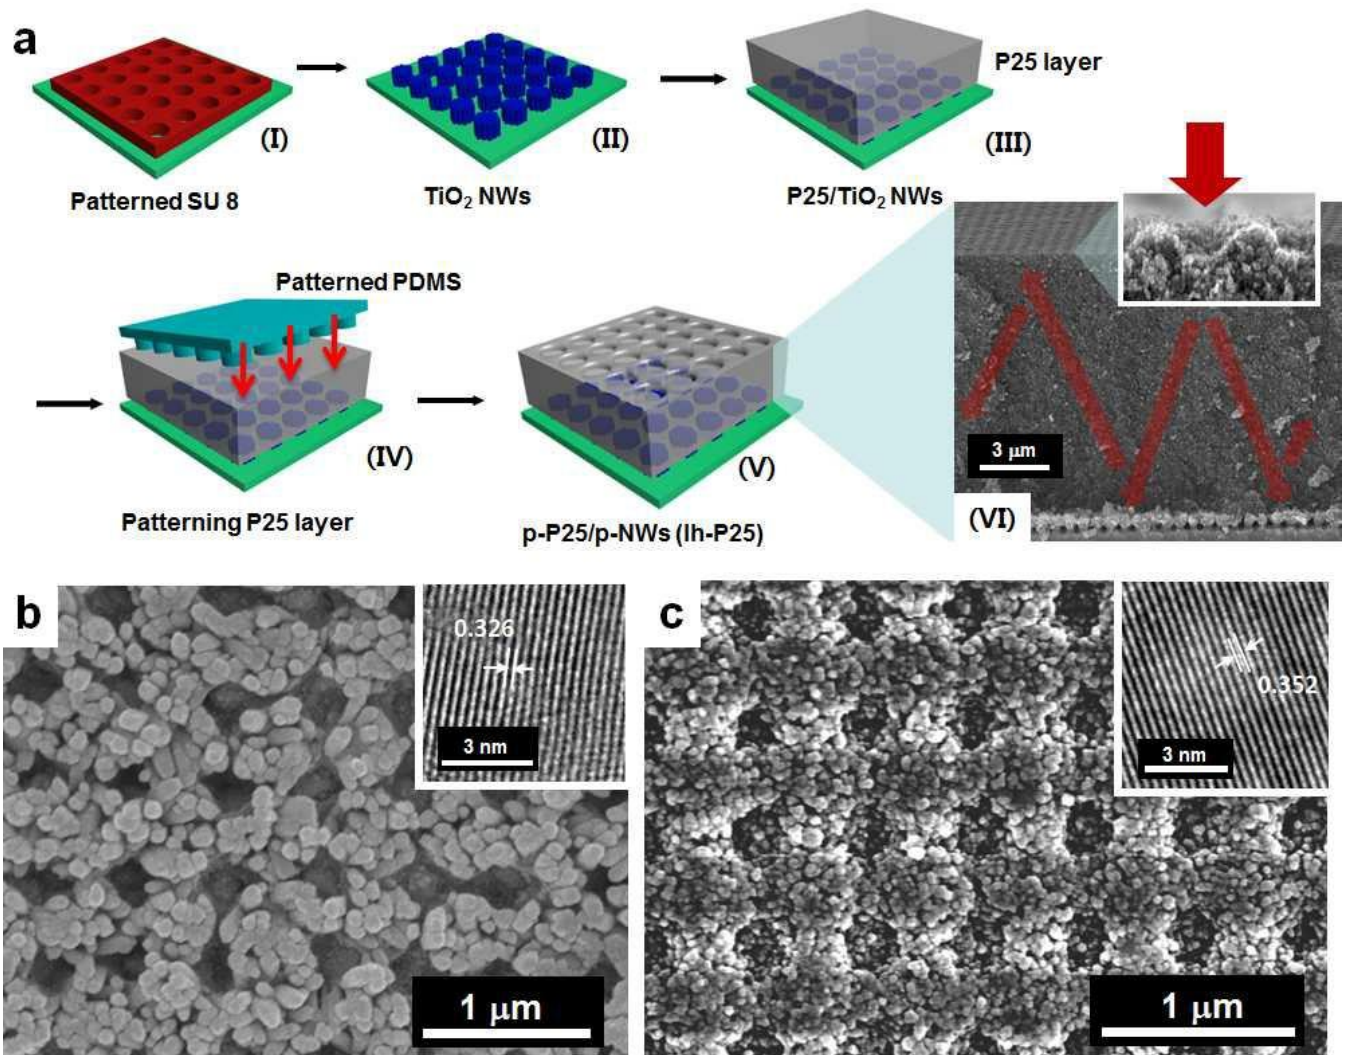 a
(I)
Patterned SU 8
(II)
TiO₂ NWs
P25 layer
(III)
P25/TiO₂ NWs
Patterned PDMS
(IV)
Patterning P25 layer
(V)
p-P25/p-NWs (Ih-P25)
3 μm
(VI)
b
0.326
3 nm
1 μm
c
0.352
3 nm
1 μm